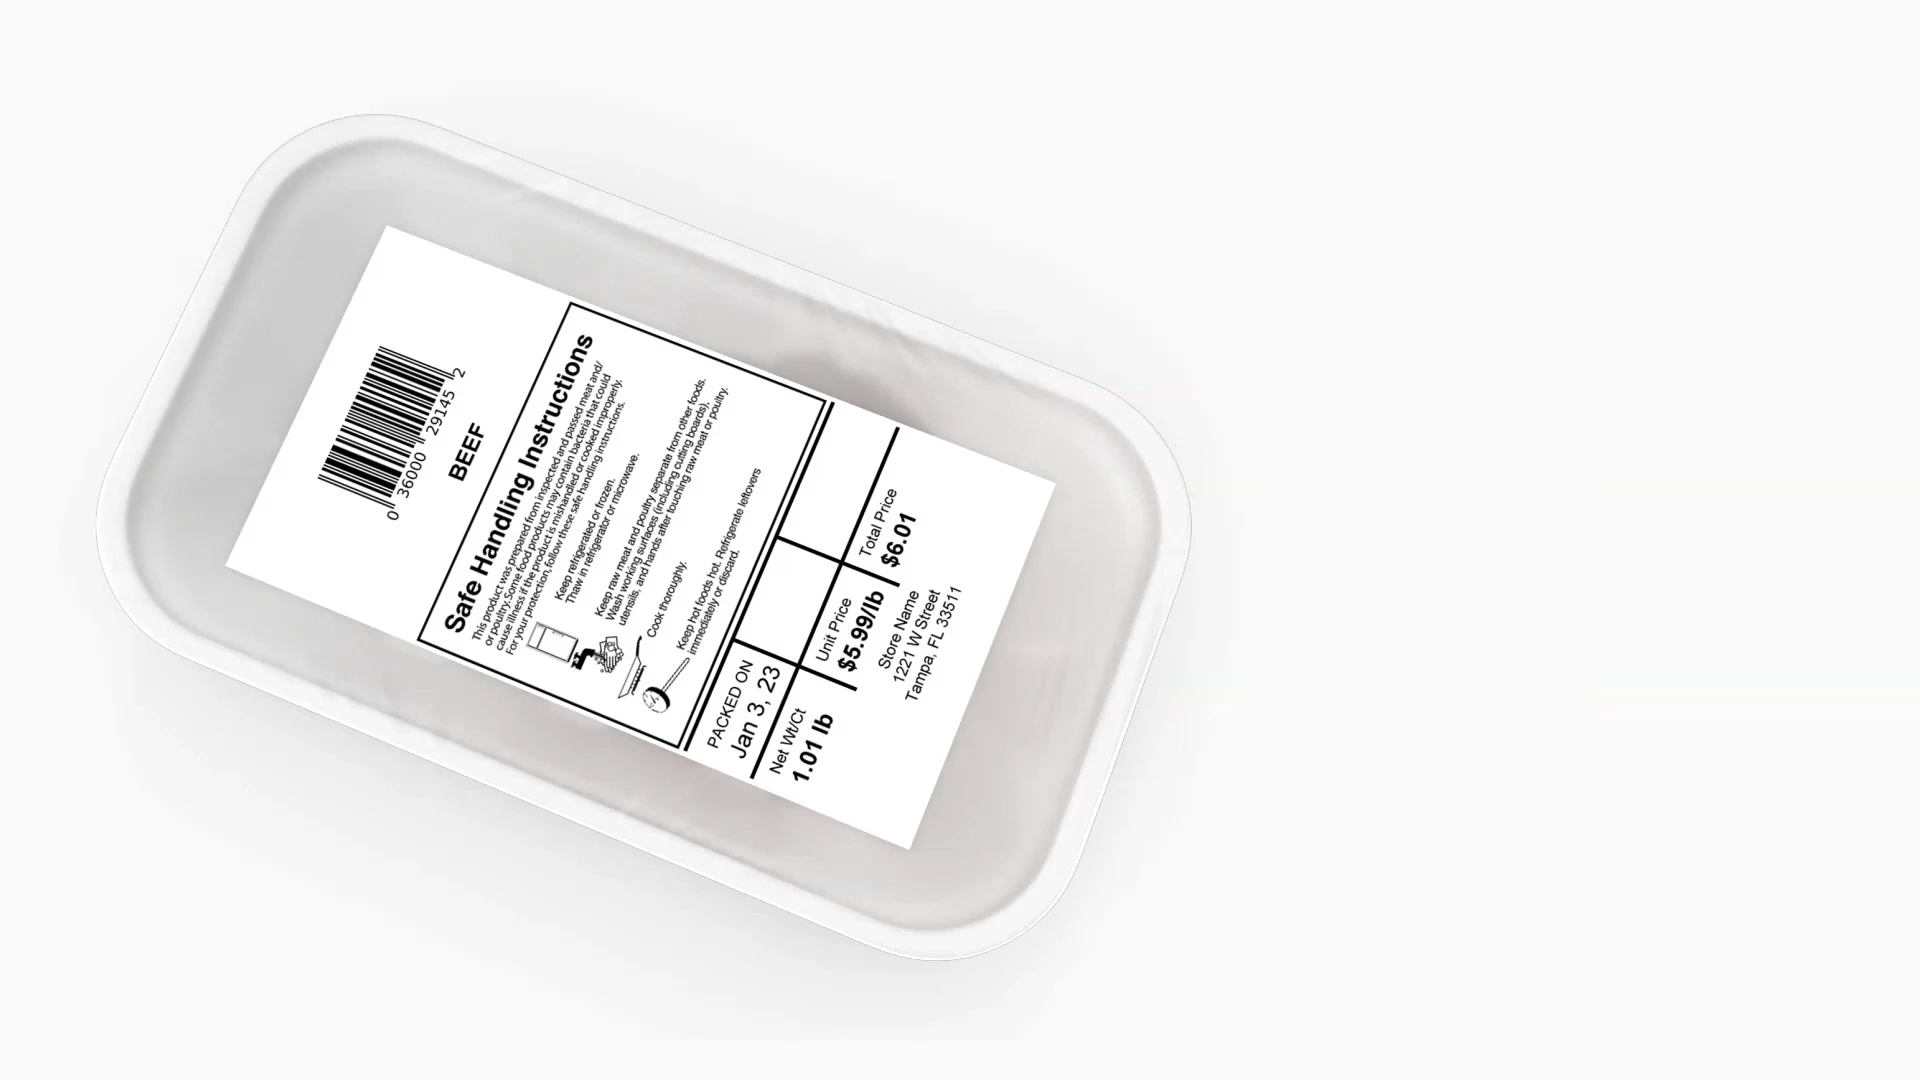 0 36000 29145 2
BEEF
Safe Handling Instructions
This product was prepared from inspected and passed meat and/
or poultry. Some food products may contain bacteria that could
cause illness if the product is mishandled or cooked improperly.
For your protection, follow these safe handling instructions.
Keep refrigerated or frozen.
Thaw in refrigerator or microwave.
Keep raw meat and poultry separate from other foods.
Wash working surfaces (including cutting boards),
utensils, and hands after touching raw meat or poultry.
Cook thoroughly.
Keep hot foods hot. Refrigerate leftovers
immediately or discard.
PACKED ON
Jan 3, 23
Net Wt/Ct
1.01 lb
Unit Price
$5.99/lb
Total Price
$6.01
Store Name
1221 W Street
Tampa, FL 33511